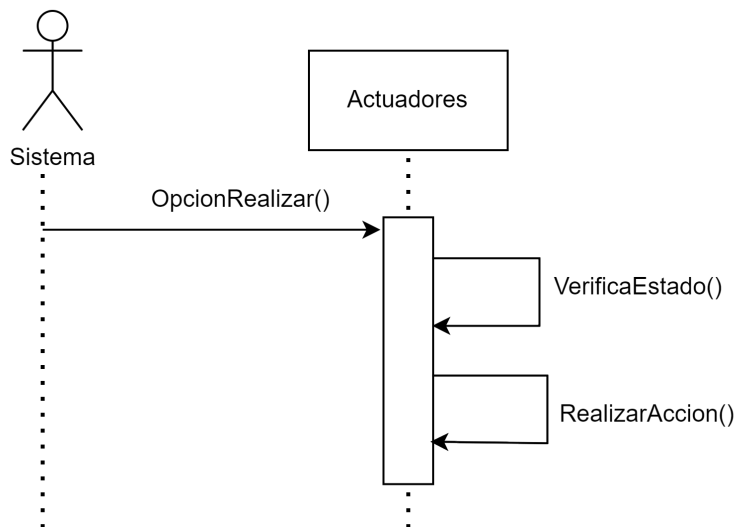 Actuadores
Sistema
OpcionRealizar()
VerificaEstado()
RealizarAccion()